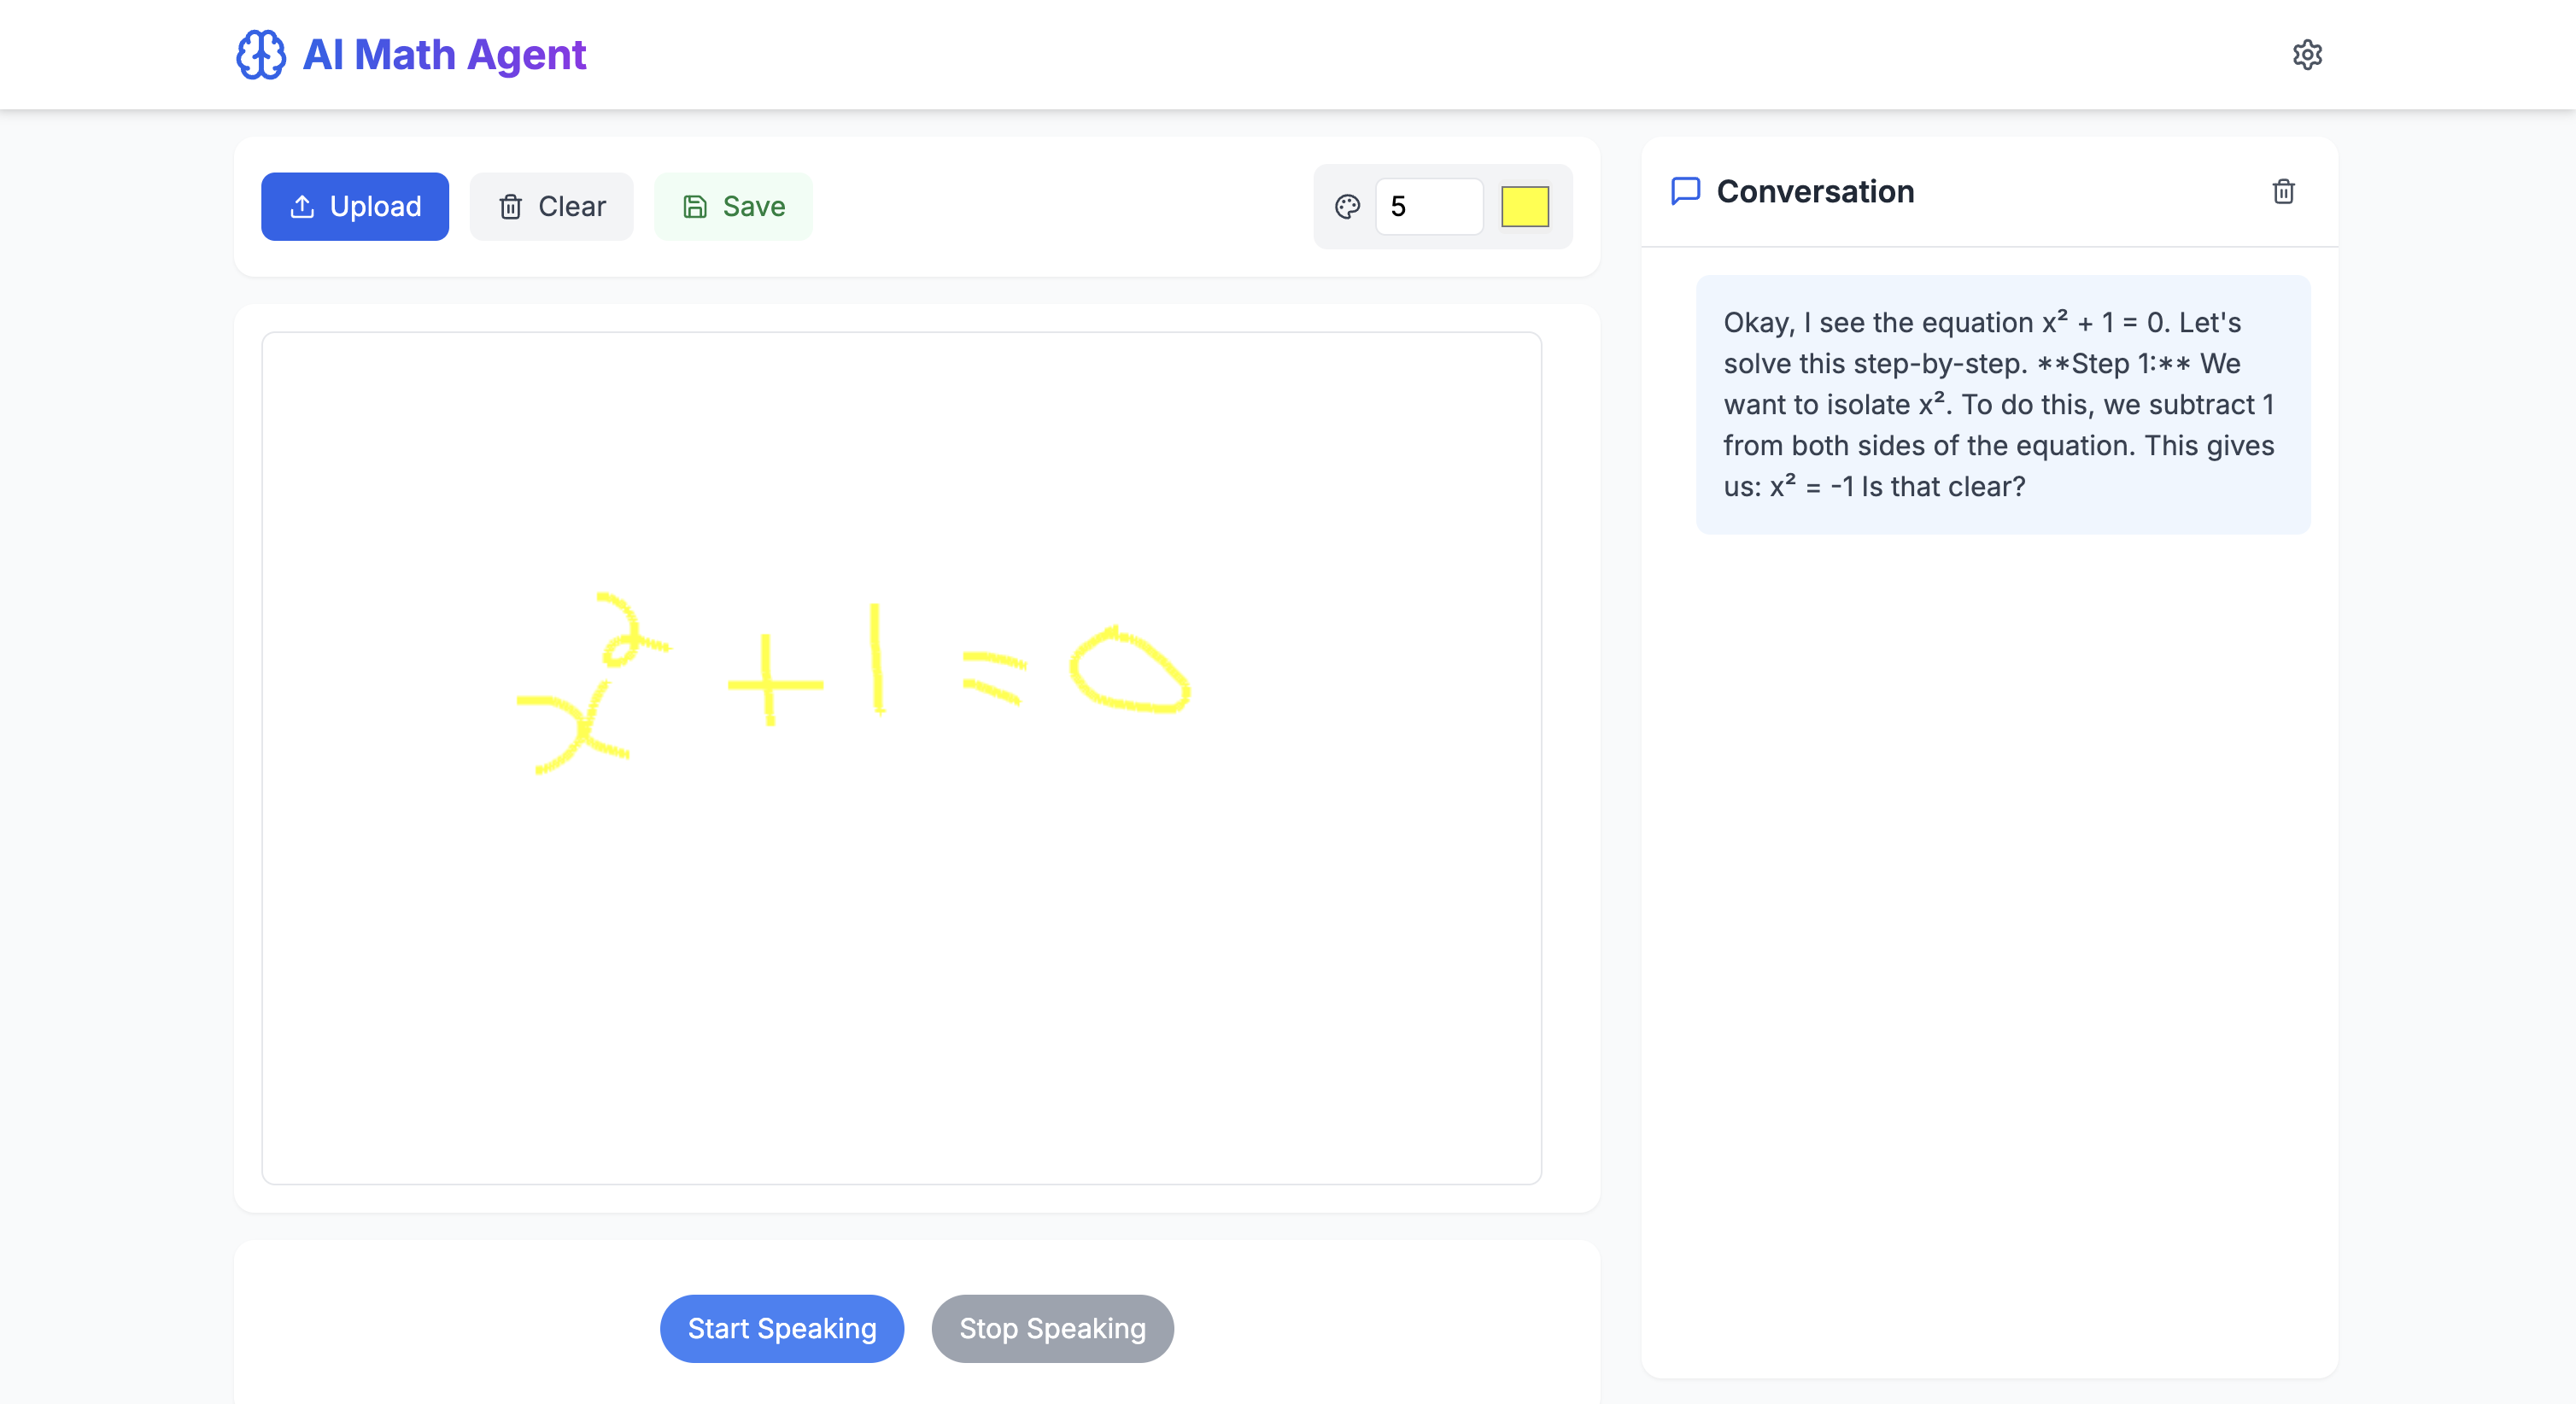 AI Math Agent
Upload
Clear
Save
5
x² + 1 = 0
Start Speaking
Stop Speaking
Conversation
Okay, I see the equation x² + 1 = 0. Let's
solve this step-by-step. **Step 1:** We
want to isolate x². To do this, we subtract 1
from both sides of the equation. This gives
us: x² = -1 Is that clear?